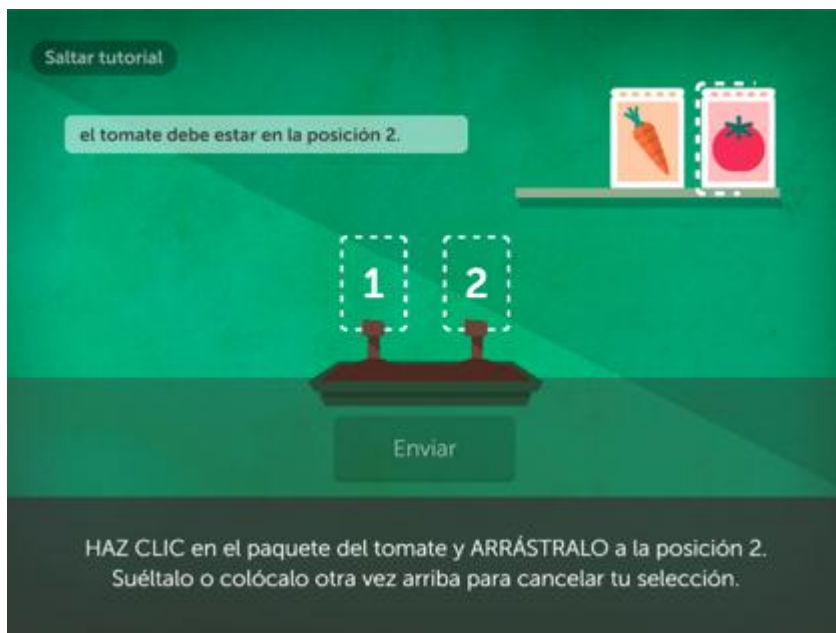 Saltar tutorial
el tomate debe estar en la posición 2.
1 2
Enviar
HAZ CLIC en el paquete del tomate y ARRÁSTRALO a la posición 2.
Suéltalo o colócalo otra vez arriba para cancelar tu selección.